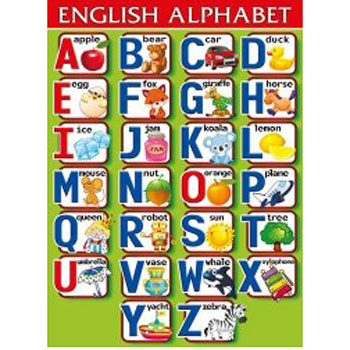 ENGLISH ALPHABET
apple bear car duck
A B C D
egg fox giraffe horse
E F G H
ice jam koala lemon
I J K L
JAM
mouse nut orange plane
M N O P
queen robot sun tree
Q R S T
umbrella vase whale xylophone
U V W X
yacht zebra
Y Z